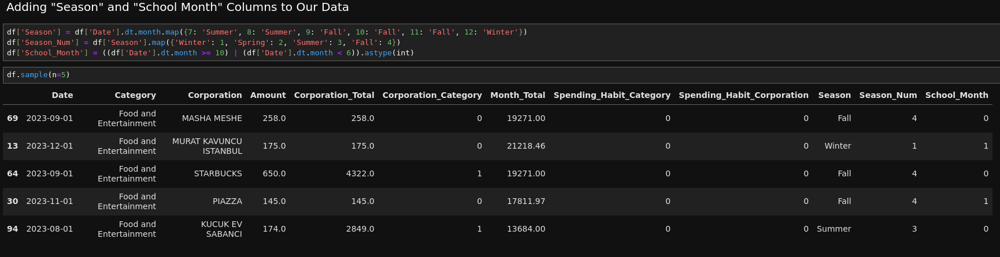 Adding "Season" and "School Month" Columns to Our Data
df['Season'] = df['Date'].dt.month.map({7: 'Summer', 8: 'Summer', 9: 'Fall', 10: 'Fall', 11: 'Fall', 12: 'Winter'})
df['Season_Num'] = df['Season'].map({'Winter': 1, 'Spring': 2, 'Summer': 3, 'Fall': 4})
df['School_Month'] = ((df['Date'].dt.month >= 10) | (df['Date'].dt.month < 6)).astype(int)
df.sample(n=5)
Date Category Corporation Amount Corporation_Total Corporation_Category Month_Total Spending_Habit_Category Spending_Habit_Corporation Season Season_Num School_Month
69 2023-09-01 Food and Entertainment MASHA MESHE 258.0 258.0 0 19271.00 0 0 Fall 4 0
13 2023-12-01 Food and Entertainment MURAT KAVUNCU ISTANBUL 175.0 175.0 0 21218.46 0 0 Winter 1 1
64 2023-09-01 Food and Entertainment STARBUCKS 650.0 4322.0 1 19271.00 0 0 Fall 4 0
30 2023-11-01 Food and Entertainment PIAZZA 145.0 145.0 0 17811.97 0 0 Fall 4 1
94 2023-08-01 Food and Entertainment KUCUK EV SABANCI 174.0 2849.0 1 13684.00 0 0 Summer 3 0